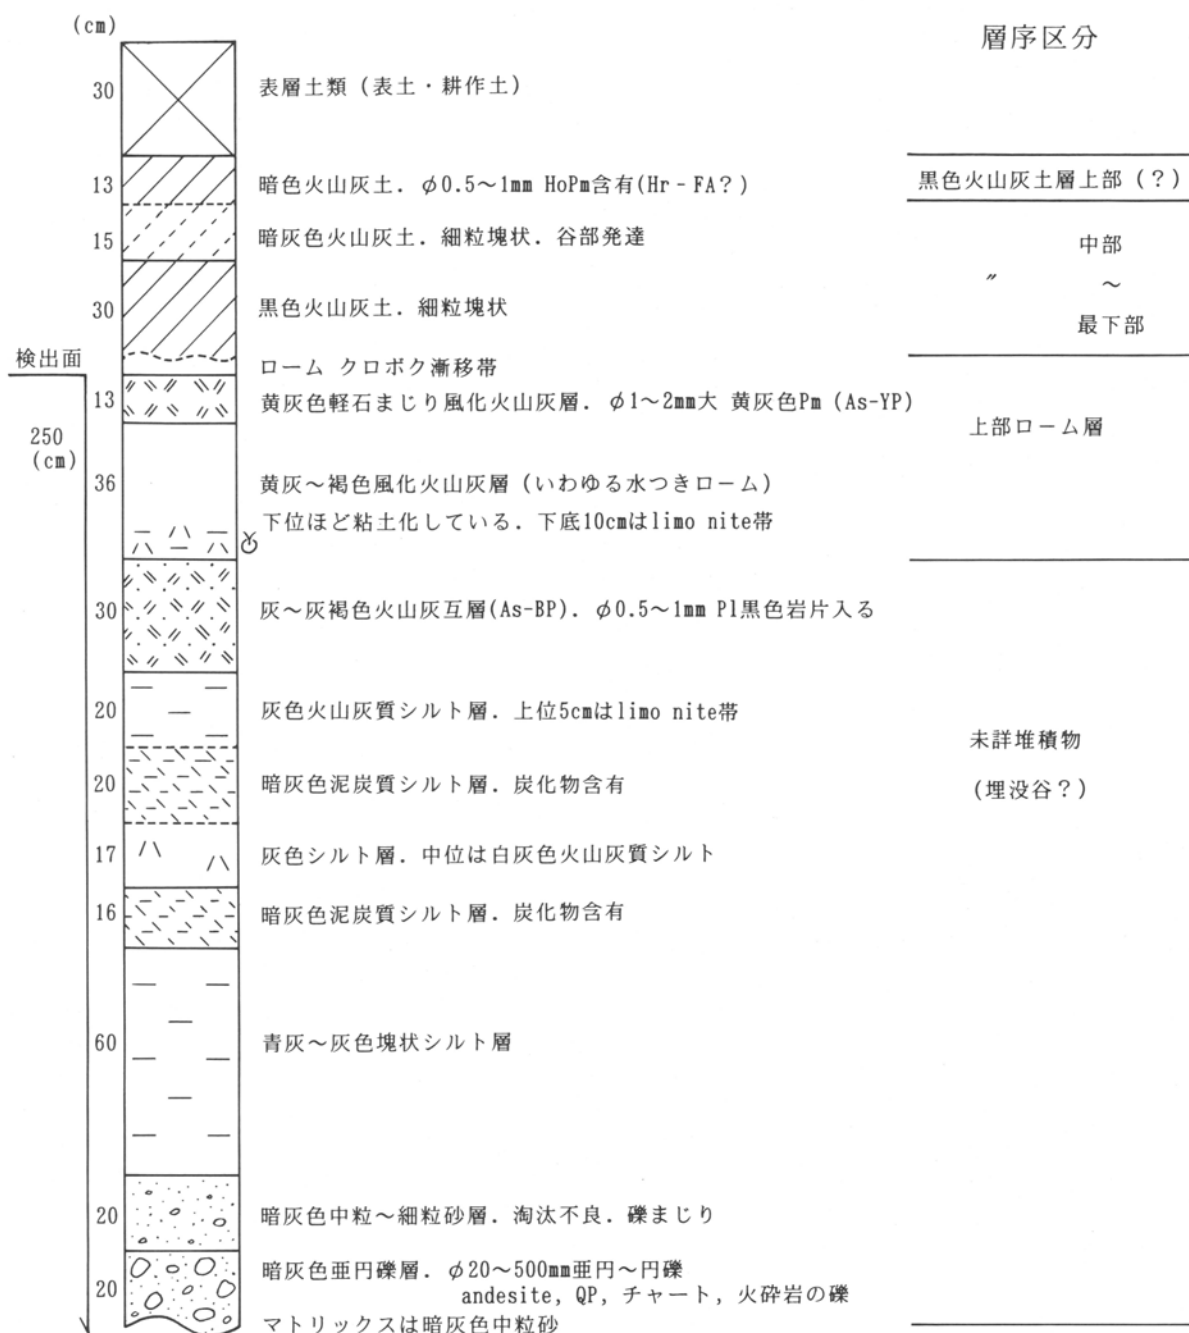 (cm)
層序区分
30 表層土類（表土・耕作土）
13 暗色火山灰土．φ0.5～1mm HoPm含有(Hr‐FA？) 黒色火山灰土層上部（？）
15 暗灰色火山灰土．細粒塊状．谷部発達 中部
〃 ～
30 黒色火山灰土．細粒塊状 最下部
検出面 ローム クロボク漸移帯
13 黄灰色軽石まじり風化火山灰層．φ1～2mm大 黄灰色Pm（As-YP）
上部ローム層
250
(cm)
36 黄灰～褐色風化火山灰層（いわゆる水つきローム）
下位ほど粘土化している．下底10cmはlimo nite帯
30 灰～灰褐色火山灰互層(As-BP)．φ0.5～1mm Pl黒色岩片入る
20 灰色火山灰質シルト層．上位5cmはlimo nite帯
未詳堆積物
20 暗灰色泥炭質シルト層．炭化物含有 （埋没谷？）
17 灰色シルト層．中位は白灰色火山灰質シルト
16 暗灰色泥炭質シルト層．炭化物含有
60 青灰～灰色塊状シルト層
20 暗灰色中粒～細粒砂層．淘汰不良．礫まじり
20 暗灰色亜円礫層．φ20～500mm亜円～円礫
andesite, QP, チャート, 火砕岩の礫
マトリックスは暗灰色中粒砂